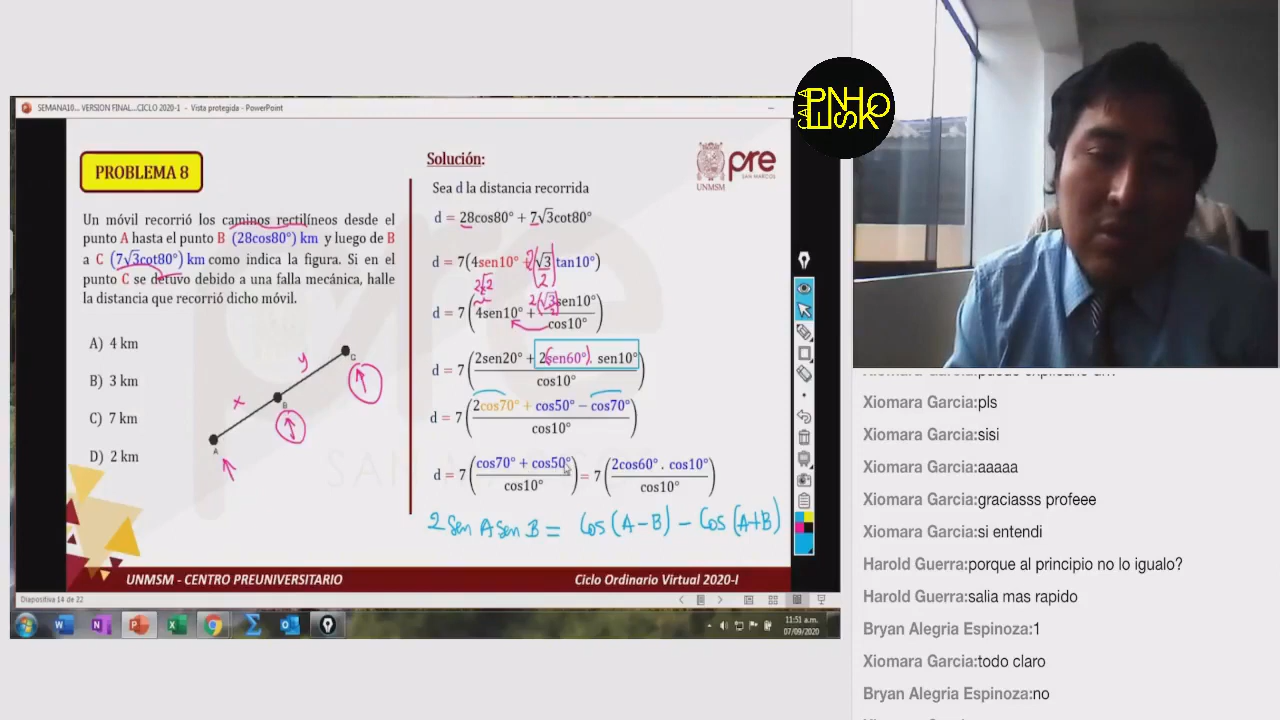 SEMANA10... VERSION FINAL...CICLO 2020-1 - Vista protegida - PowerPoint
PROBLEMA 8
Un móvil recorrió los caminos rectilíneos desde el
punto A hasta el punto B (28cos80°) km y luego de B
a C (7√3cot80°) km como indica la figura. Si en el
punto C se detuvo debido a una falla mecánica, halle
la distancia que recorrió dicho móvil.
A) 4 km
B) 3 km
C) 7 km
D) 2 km
x
y
A
B
C
Solución:
UNMSM
pre
SAN MARCOS
Sea d la distancia recorrida
d = 28cos80° + 7√3cot80°
d = 7(4sen10° + 2(√3/2)tan10°)
d = 7(4sen10° + 2(√3/2)sen10°/cos10°)
d = 7((2sen20° + 2(sen60°). sen10°)/cos10°)
d = 7((2cos70° + cos50° − cos70°)/cos10°)
d = 7((cos70° + cos50°)/cos10°) = 7((2cos60° . cos10°)/cos10°)
2 Sen A Sen B = Cos (A−B) − Cos (A+B)
UNMSM - CENTRO PREUNIVERSITARIO
Ciclo Ordinario Virtual 2020-I
Diapositiva 14 de 22
11:51 a.m.
07/09/2020
Xiomara Garcia:pls
Xiomara Garcia:sisi
Xiomara Garcia:aaaaa
Xiomara Garcia:graciasss profeee
Xiomara Garcia:si entendi
Harold Guerra:porque al principio no lo igualo?
Harold Guerra:salia mas rapido
Bryan Alegria Espinoza:1
Xiomara Garcia:todo claro
Bryan Alegria Espinoza:no